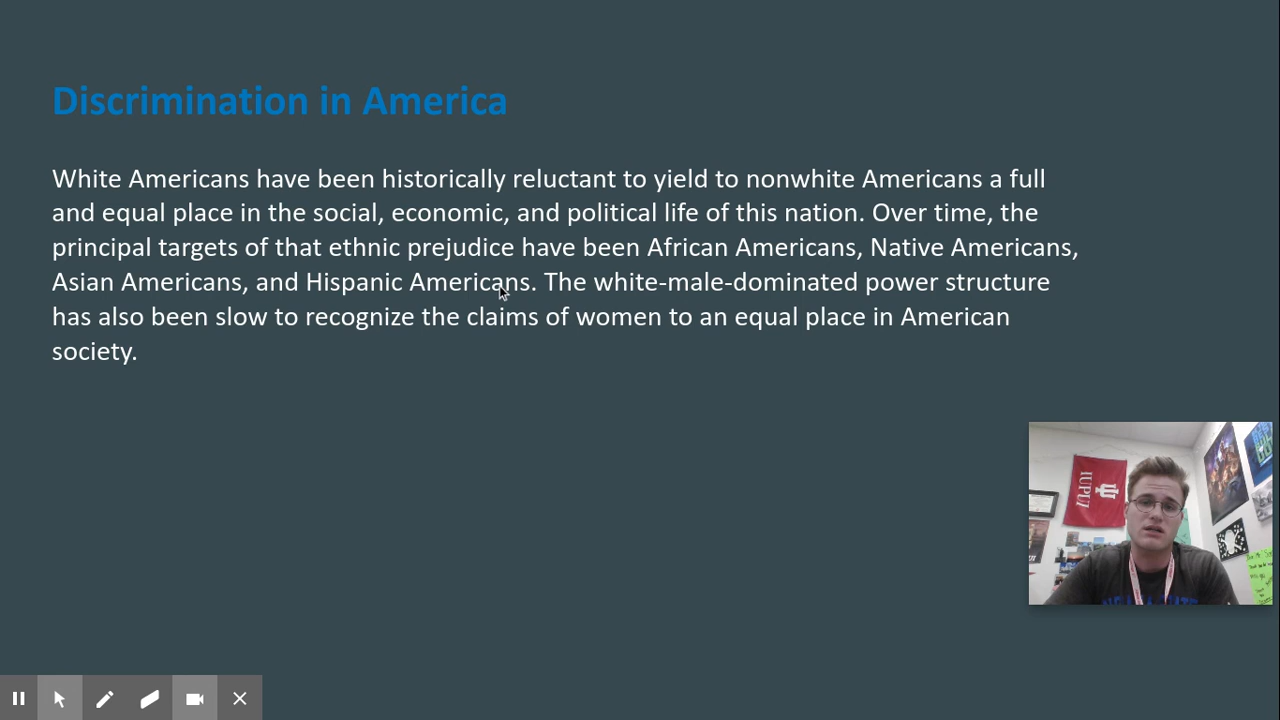 Discrimination in America
White Americans have been historically reluctant to yield to nonwhite Americans a full
and equal place in the social, economic, and political life of this nation. Over time, the
principal targets of that ethnic prejudice have been African Americans, Native Americans,
Asian Americans, and Hispanic Americans. The white-male-dominated power structure
has also been slow to recognize the claims of women to an equal place in American
society.
IUPUI